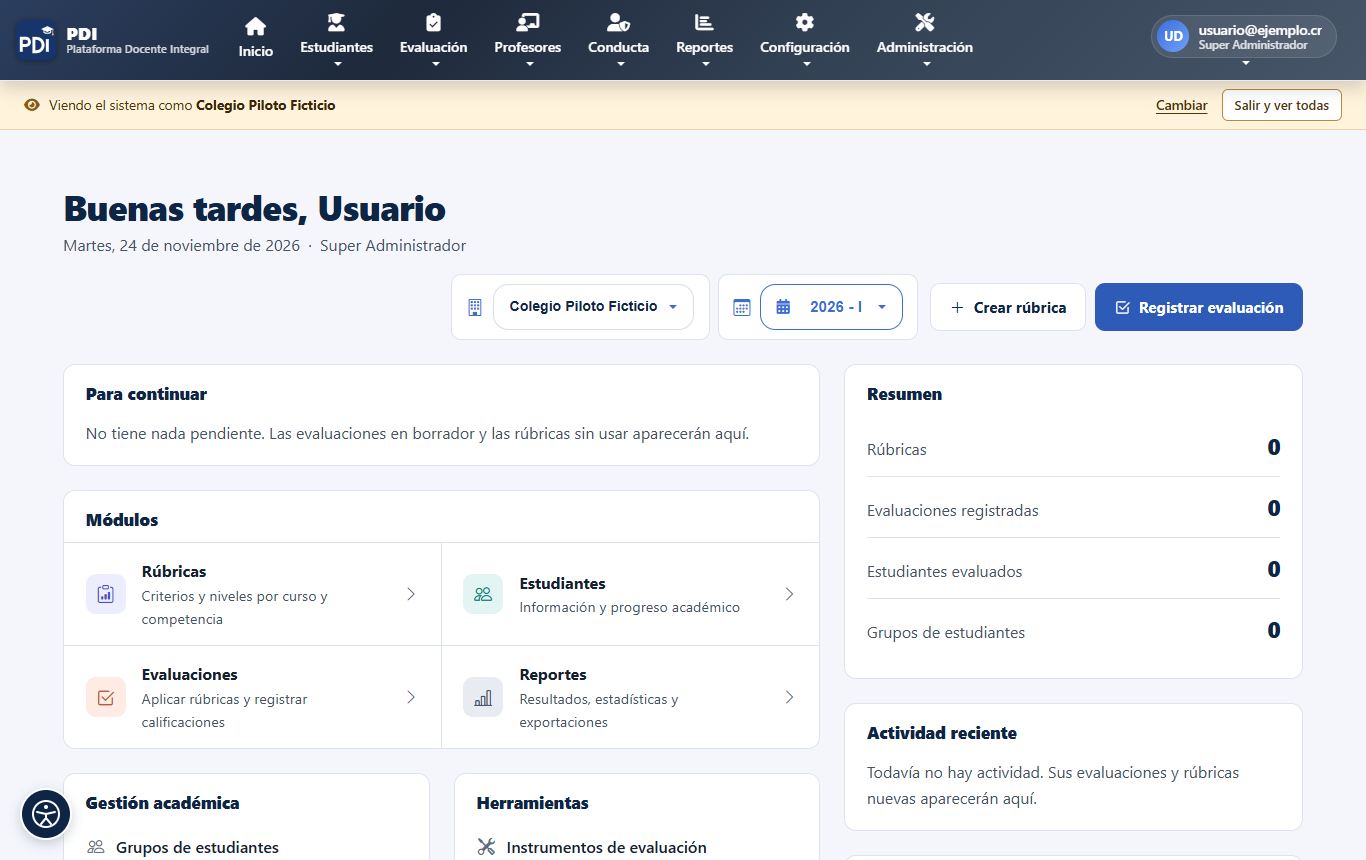 PDI
PDI
Plataforma Docente Integral
Inicio
Estudiantes
Evaluación
Profesores
Conducta
Reportes
Configuración
Administración
UD
usuario@ejemplo.cr
Super Administrador
Viendo el sistema como Colegio Piloto Ficticio
Cambiar
Salir y ver todas
Buenas tardes, Usuario
Martes, 24 de noviembre de 2026 · Super Administrador
Colegio Piloto Ficticio
2026 - I
Crear rúbrica
Registrar evaluación
Para continuar
No tiene nada pendiente. Las evaluaciones en borrador y las rúbricas sin usar aparecerán aquí.
Módulos
Rúbricas
Criterios y niveles por curso y
competencia
Estudiantes
Información y progreso académico
Evaluaciones
Aplicar rúbricas y registrar
calificaciones
Reportes
Resultados, estadísticas y
exportaciones
Gestión académica
Grupos de estudiantes
Herramientas
Instrumentos de evaluación
Resumen
Rúbricas 0
Evaluaciones registradas 0
Estudiantes evaluados 0
Grupos de estudiantes 0
Actividad reciente
Todavía no hay actividad. Sus evaluaciones y rúbricas
nuevas aparecerán aquí.